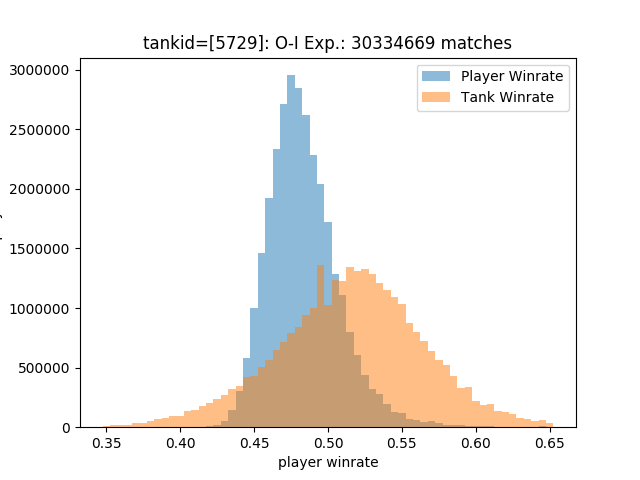 tankid=[5729]: O-I Exp.: 30334669 matches
Player Winrate
Tank Winrate
3000000
2500000
2000000
1500000
1000000
500000
0
0.35 0.40 0.45 0.50 0.55 0.60 0.65
player winrate